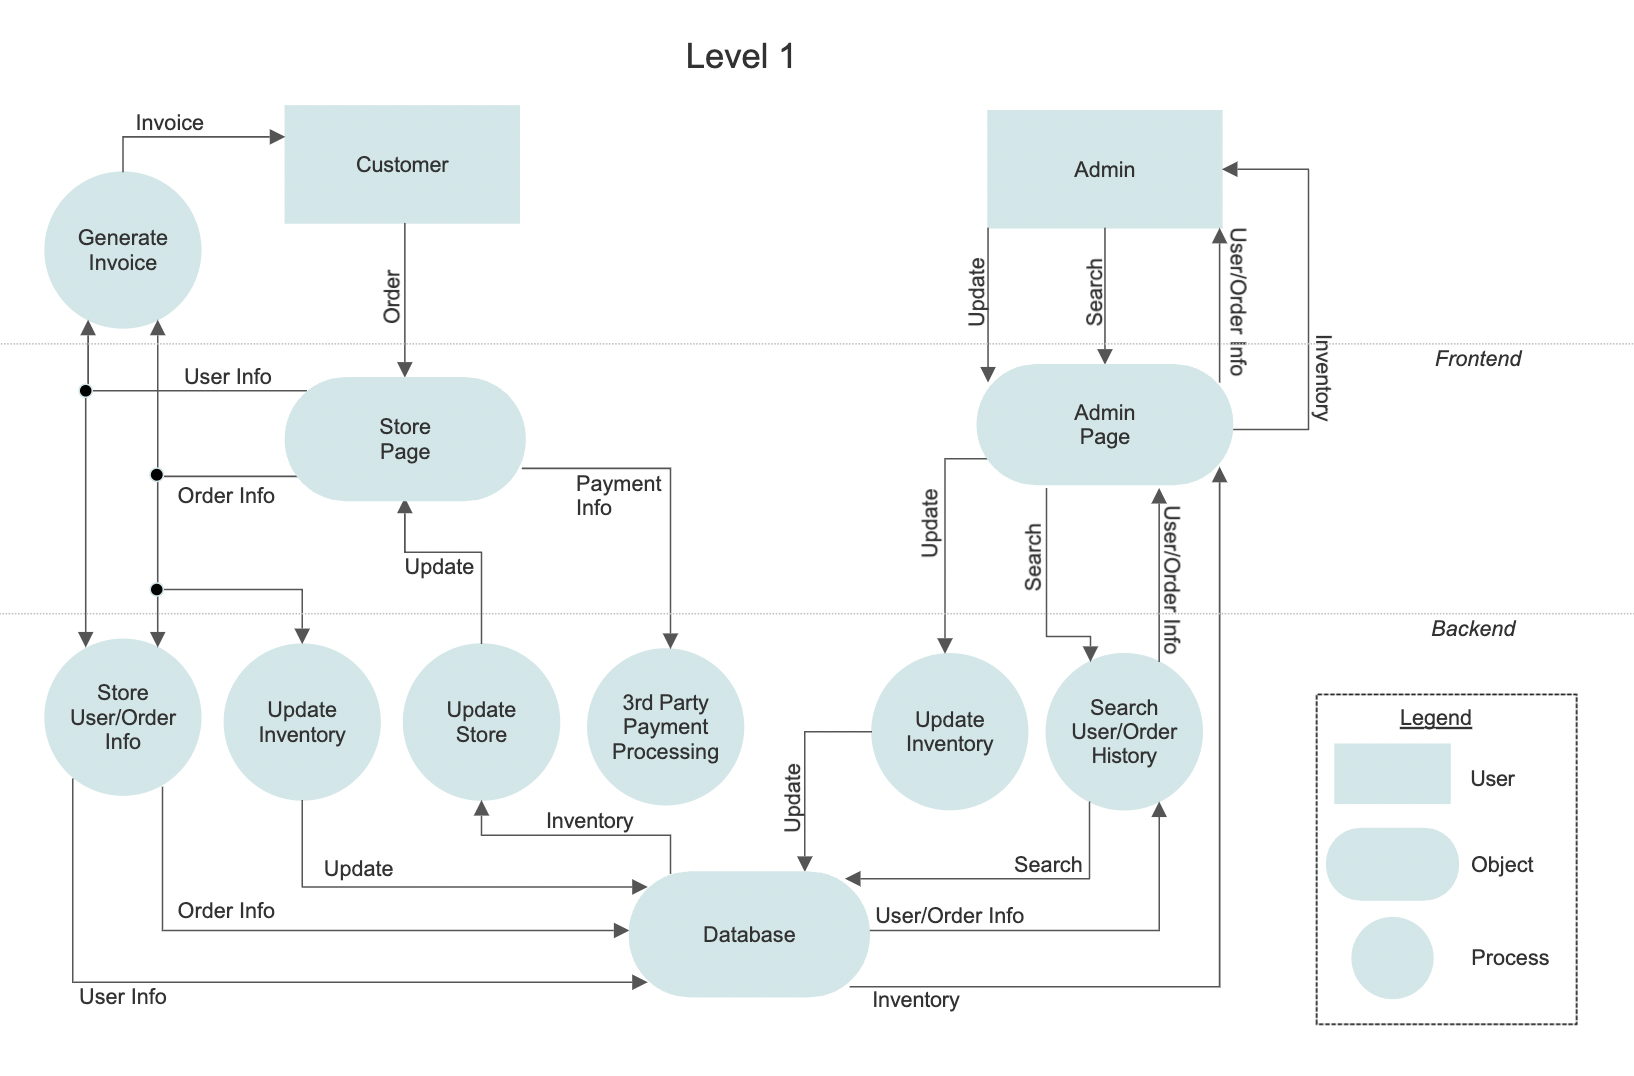 Level 1
Invoice
Customer
Admin
Generate
Invoice
Order
Update
Search
User/Order Info
Inventory
Frontend
User Info
Store
Page
Admin
Page
Order Info
Payment
Info
Update
Update
Search
User/Order Info
Backend
Store
User/Order
Info
Update
Inventory
Update
Store
3rd Party
Payment
Processing
Update
Inventory
Search
User/Order
History
Legend
User
Object
Process
Update
Inventory
Update
Search
Order Info
User/Order Info
Database
User Info
Inventory